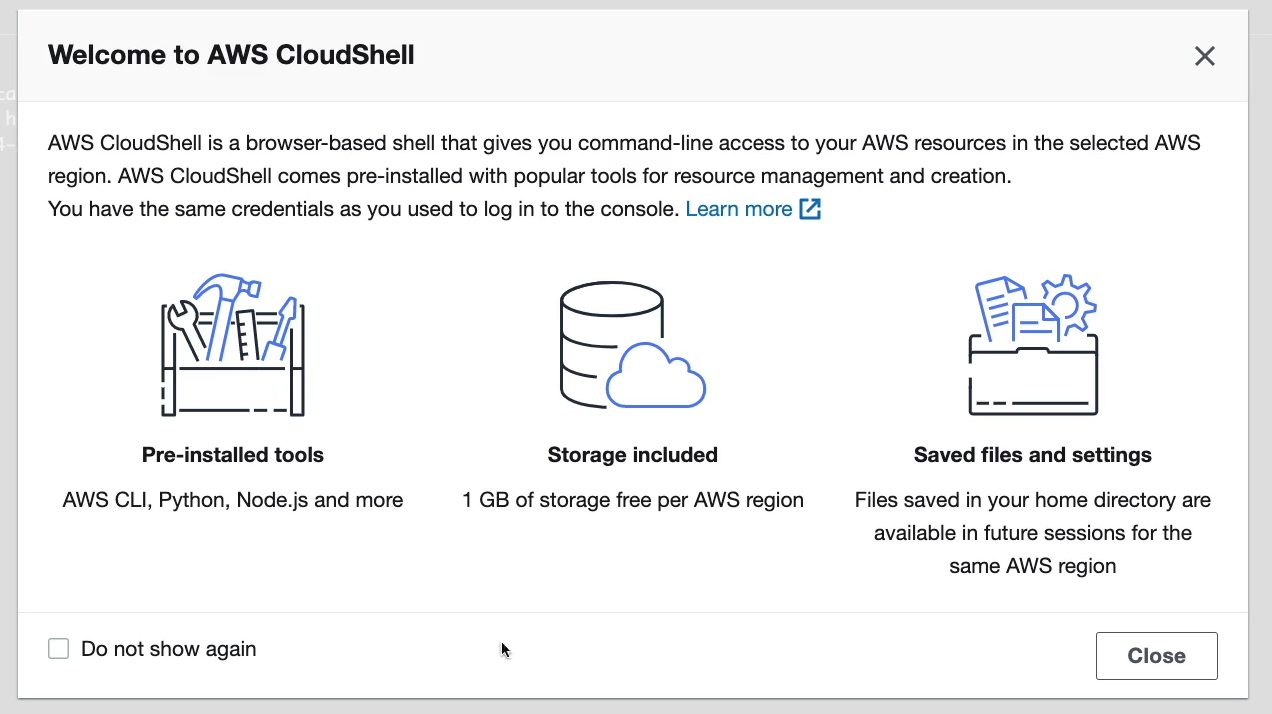 Welcome to AWS CloudShell
AWS CloudShell is a browser-based shell that gives you command-line access to your AWS resources in the selected AWS
region. AWS CloudShell comes pre-installed with popular tools for resource management and creation.
You have the same credentials as you used to log in to the console. Learn more
Pre-installed tools
AWS CLI, Python, Node.js and more
Storage included
1 GB of storage free per AWS region
Saved files and settings
Files saved in your home directory are
available in future sessions for the
same AWS region
Do not show again
Close